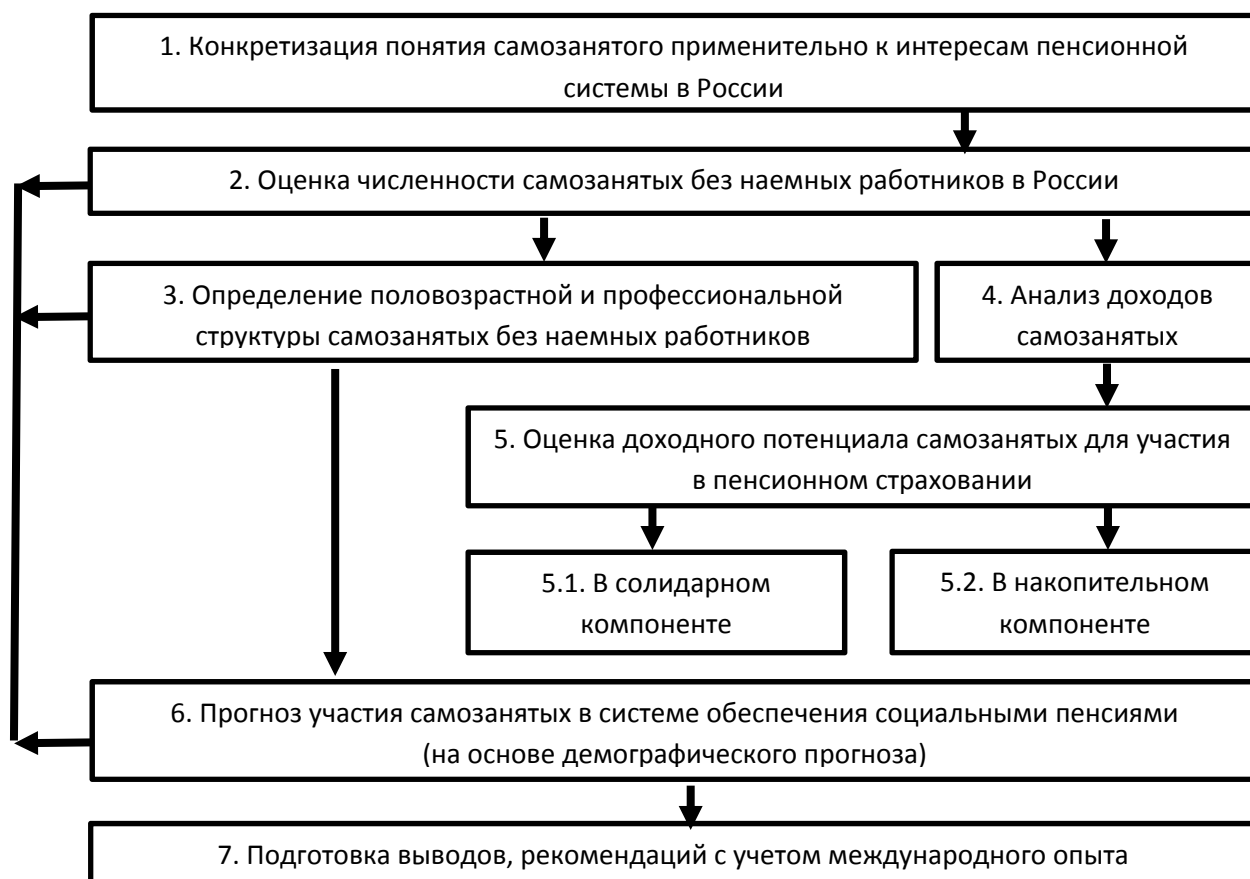 1. Конкретизация понятия самозанятого применительно к интересам пенсионной
системы в России
2. Оценка численности самозанятых без наемных работников в России
3. Определение половозрастной и профессиональной
структуры самозанятых без наемных работников
4. Анализ доходов
самозанятых
5. Оценка доходного потенциала самозанятых для участия
в пенсионном страховании
5.1. В солидарном
компоненте
5.2. В накопительном
компоненте
6. Прогноз участия самозанятых в системе обеспечения социальными пенсиями
(на основе демографического прогноза)
7. Подготовка выводов, рекомендаций с учетом международного опыта